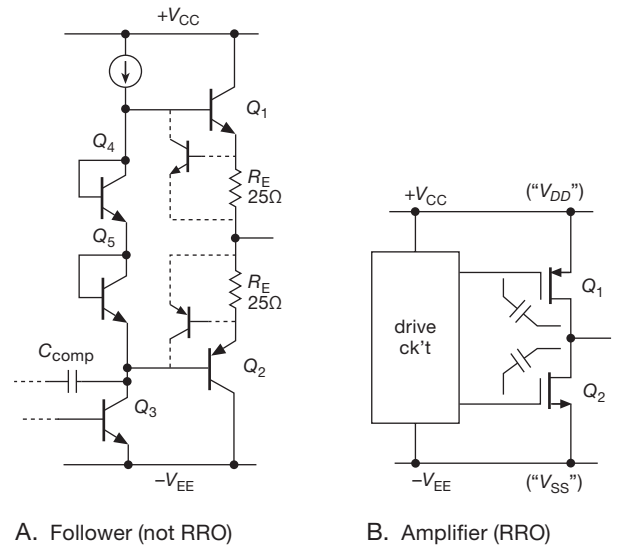 +VCC
Q1
Q4
RE
25Ω
Q5
RE
25Ω
Ccomp
Q2
Q3
–VEE
A. Follower (not RRO)
+VCC
("VDD")
Q1
drive
ck't
Q2
–VEE
("VSS")
B. Amplifier (RRO)